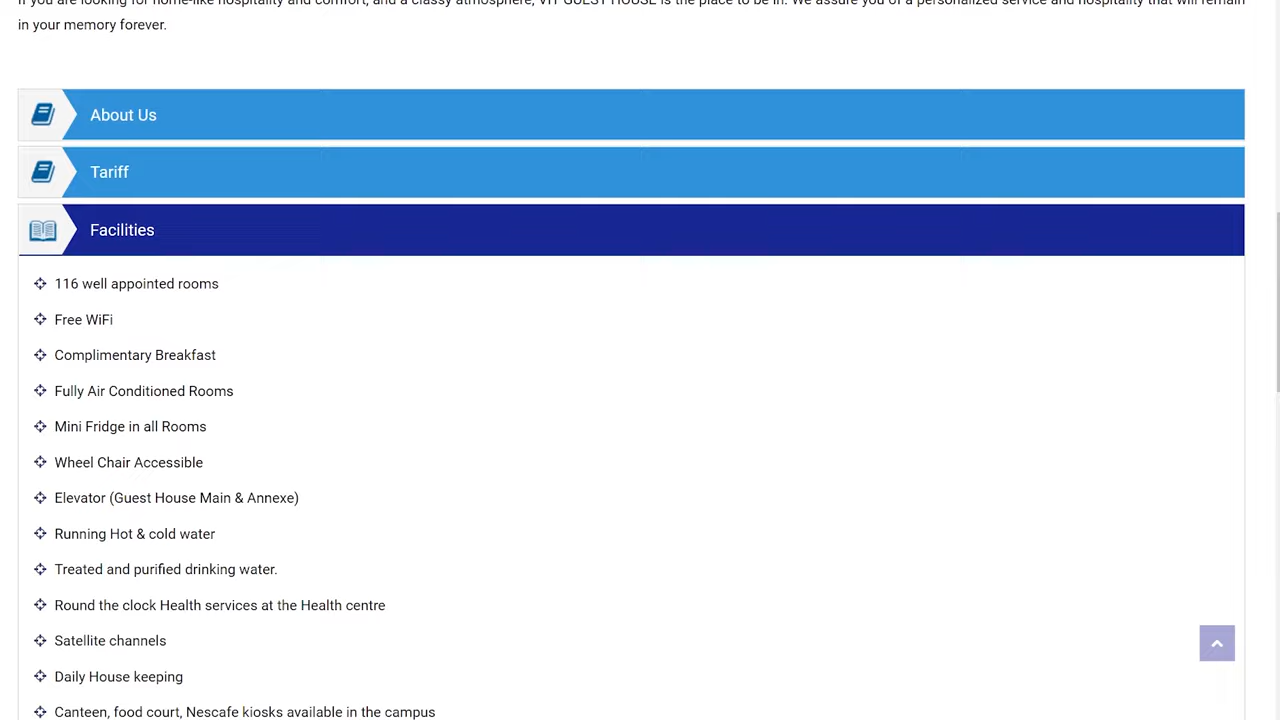 If you are looking for home-like hospitality and comfort, and a classy atmosphere, VIT GUEST HOUSE is the place to be in. We assure you of a personalized service and hospitality that will remain
in your memory forever.
About Us
Tariff
Facilities
116 well appointed rooms
Free WiFi
Complimentary Breakfast
Fully Air Conditioned Rooms
Mini Fridge in all Rooms
Wheel Chair Accessible
Elevator (Guest House Main & Annexe)
Running Hot & cold water
Treated and purified drinking water.
Round the clock Health services at the Health centre
Satellite channels
Daily House keeping
Canteen, food court, Nescafe kiosks available in the campus